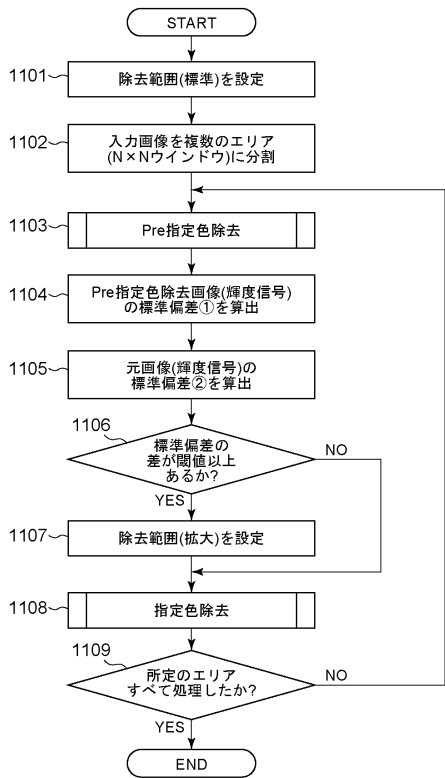 START
1101
除去範囲(標準)を設定
1102
入力画像を複数のエリア
(N×Nウインドウ)に分割
1103
Pre指定色除去
1104
Pre指定色除去画像(輝度信号)
の標準偏差①を算出
1105
元画像(輝度信号)の
標準偏差②を算出
1106
標準偏差の
差が閾値以上
あるか?
NO
YES
1107
除去範囲(拡大)を設定
1108
指定色除去
1109
所定のエリア
すべて処理したか?
NO
YES
END